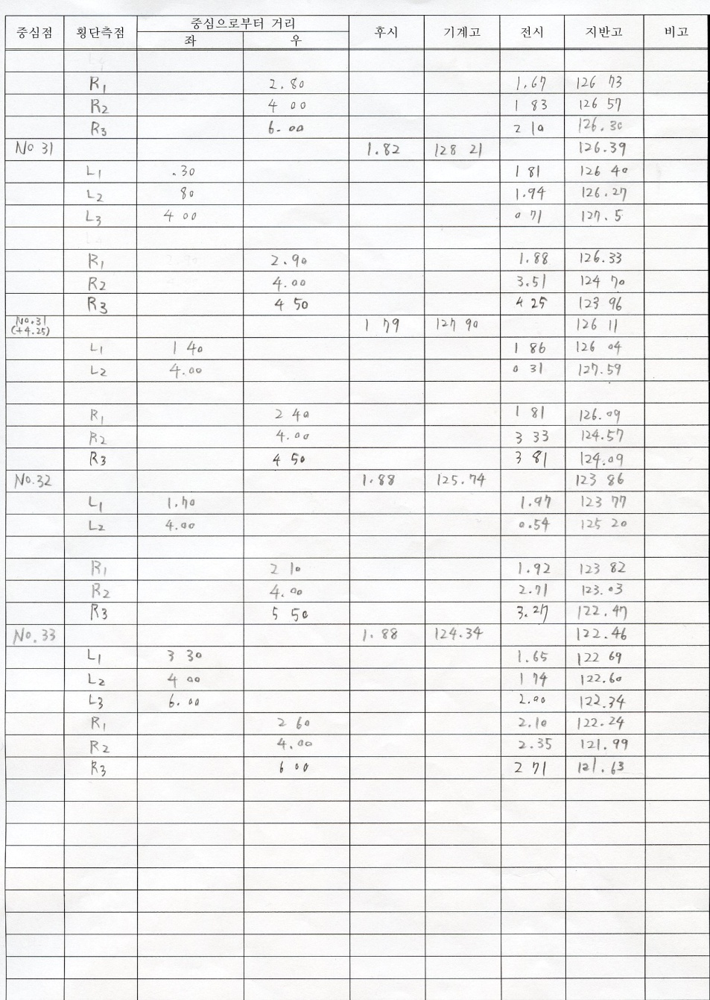 중심점 횡단측점 중심으로부터 거리 후시 기계고 전시 지반고 비고
좌 우
R1 2.80 1.67 126 73
R2 4 00 1 83 126 57
R3 6.00 2 10 126.30
No 31 1.82 128 21 126.39
L1 .30 1 81 126 40
L2 80 1.94 126.27
L3 4 00 0 71 127.5
R1 2.90 1.88 126.33
R2 4.00 3.51 124 70
R3 4 50 4 25 123 96
No.31
(+4.25) 1 79 127 90 126 11
L1 1 40 1 86 126 04
L2 4.00 0 31 127.59
R1 2 40 1 81 126.09
R2 4.00 3 33 124.57
R3 4 50 3 81 124.09
No.32 1.88 125.74 123 86
L1 1.70 1.97 123 77
L2 4.00 0.54 125 20
R1 2 10 1.92 123 82
R2 4.00 2.71 123.03
R3 5 50 3.27 122.47
No.33 1.88 124.34 122.46
L1 3 30 1.65 122 69
L2 4 00 1 74 122.60
L3 6.00 2.00 122.34
R1 2 60 2.10 122.24
R2 4.00 2.35 121.99
R3 6 00 2 71 121.63